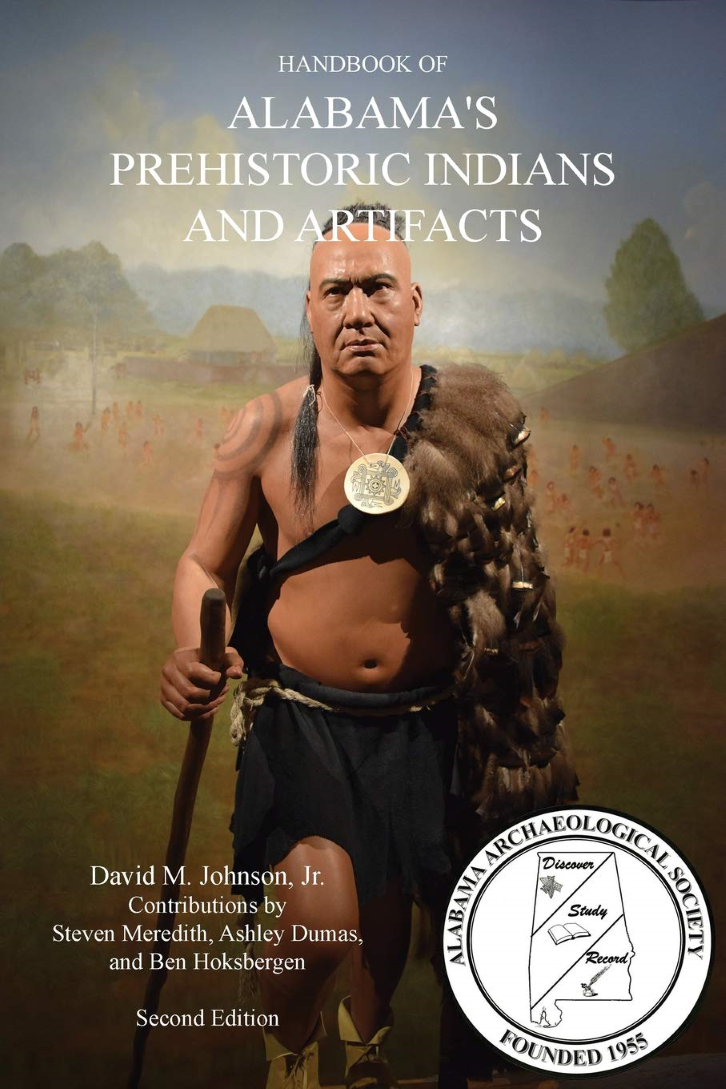 HANDBOOK OF
ALABAMA'S
PREHISTORIC INDIANS
AND ARTIFACTS
David M. Johnson, Jr.
Contributions by
Steven Meredith, Ashley Dumas,
and Ben Hoksbergen
Second Edition
ALABAMA ARCHAEOLOGICAL SOCIETY
Discover
Study
Record
FOUNDED 1955